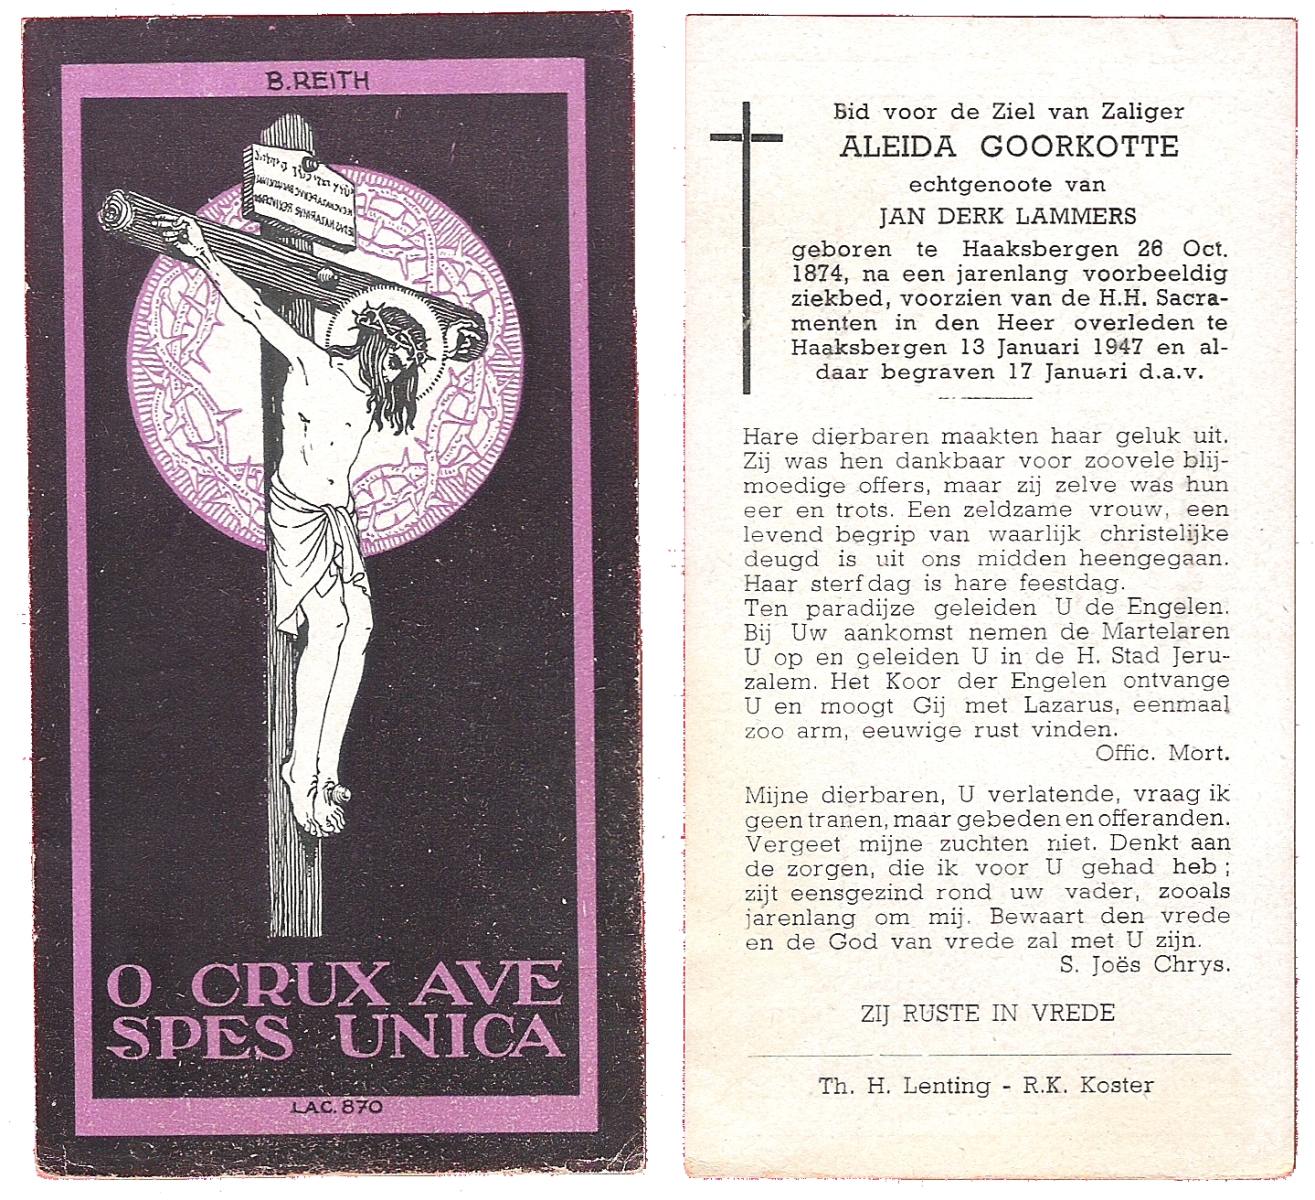 B. REITH
O CRUX AVE
SPES UNICA
L.A.C. 870
Bid voor de Ziel van Zaliger
ALEIDA GOORKOTTE
echtgenoote van
JAN DERK LAMMERS
geboren te Haaksbergen 26 Oct.
1874, na een jarenlang voorbeeldig
ziekbed, voorzien van de H.H. Sacra-
menten in den Heer overleden te
Haaksbergen 13 Januari 1947 en al-
daar begraven 17 Januari d.a.v.
Hare dierbaren maakten haar geluk uit.
Zij was hen dankbaar voor zoovele blij-
moedige offers, maar zij zelve was hun
eer en trots. Een zeldzame vrouw, een
levend begrip van waarlijk christelijke
deugd is uit ons midden heengegaan.
Haar sterfdag is hare feestdag.
Ten paradijze geleiden U de Engelen.
Bij Uw aankomst nemen de Martelaren
U op en geleiden U in de H. Stad Jeru-
zalem. Het Koor der Engelen ontvange
U en moogt Gij met Lazarus, eenmaal
zoo arm, eeuwige rust vinden.
Offic. Mort.
Mijne dierbaren, U verlatende, vraag ik
geen tranen, maar gebeden en offeranden.
Vergeet mijne zuchten niet. Denkt aan
de zorgen, die ik voor U gehad heb ;
zijt eensgezind rond uw vader, zooals
jarenlang om mij. Bewaart den vrede
en de God van vrede zal met U zijn.
S. Joës Chrys.
ZIJ RUSTE IN VREDE
Th. H. Lenting - R.K. Koster